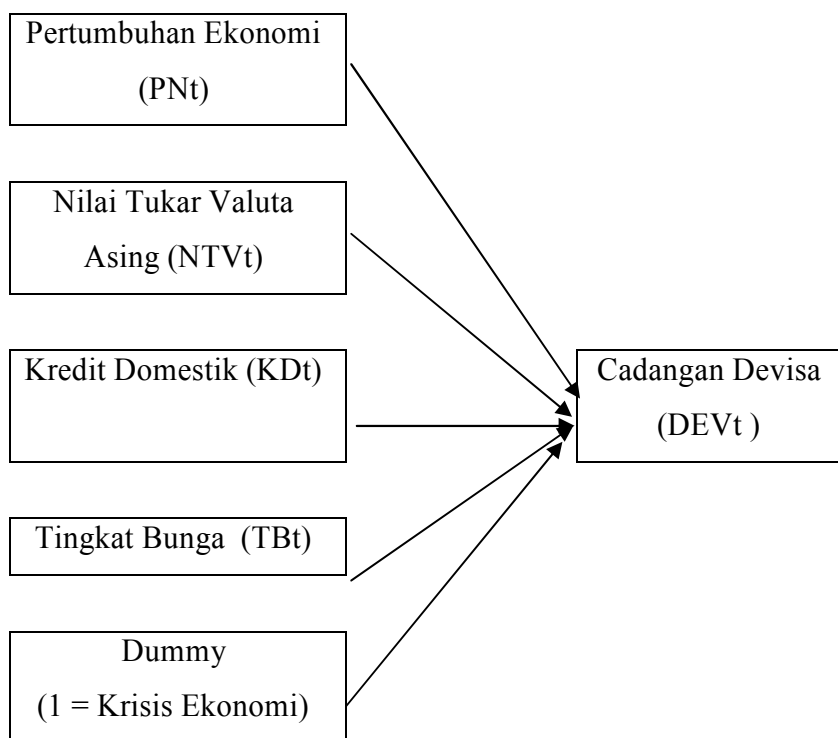 Pertumbuhan Ekonomi
(PNt)
Nilai Tukar Valuta
Asing (NTVt)
Kredit Domestik (KDt)
Cadangan Devisa
(DEVt )
Tingkat Bunga  (TBt)
Dummy
(1 = Krisis Ekonomi)